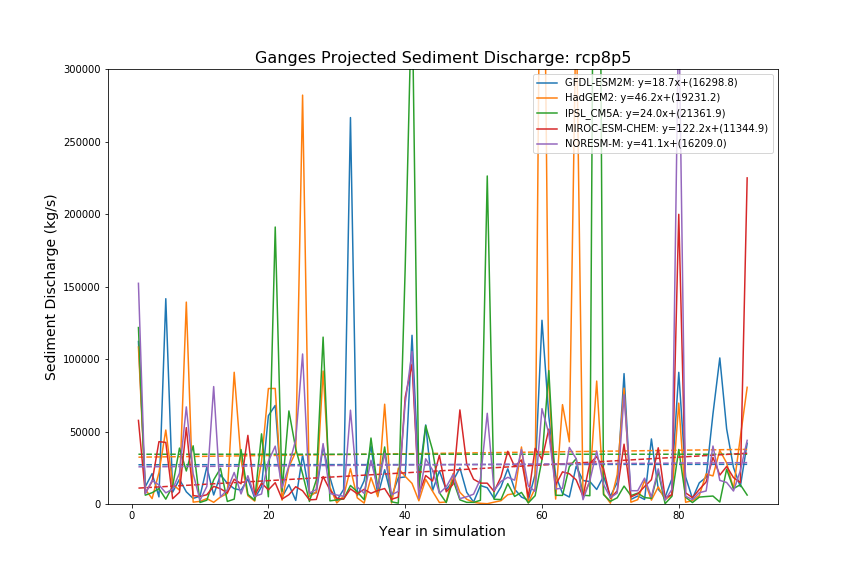 Ganges Projected Sediment Discharge: rcp8p5
300000
250000
200000
150000
100000
50000
0
Sediment Discharge (kg/s)
GFDL-ESM2M: y=18.7x+(16298.8)
HadGEM2: y=46.2x+(19231.2)
IPSL_CM5A: y=24.0x+(21361.9)
MIROC-ESM-CHEM: y=122.2x+(11344.9)
NORESM-M: y=41.1x+(16209.0)
0 20 40 60 80
Year in simulation